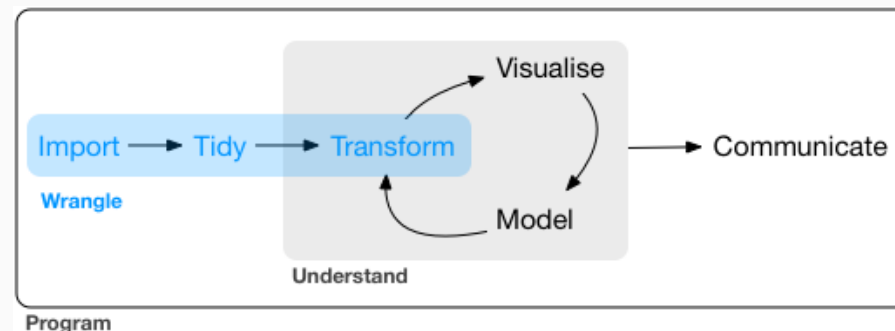 Visualise
Import
Tidy
Transform
Communicate
Wrangle
Model
Understand
Program